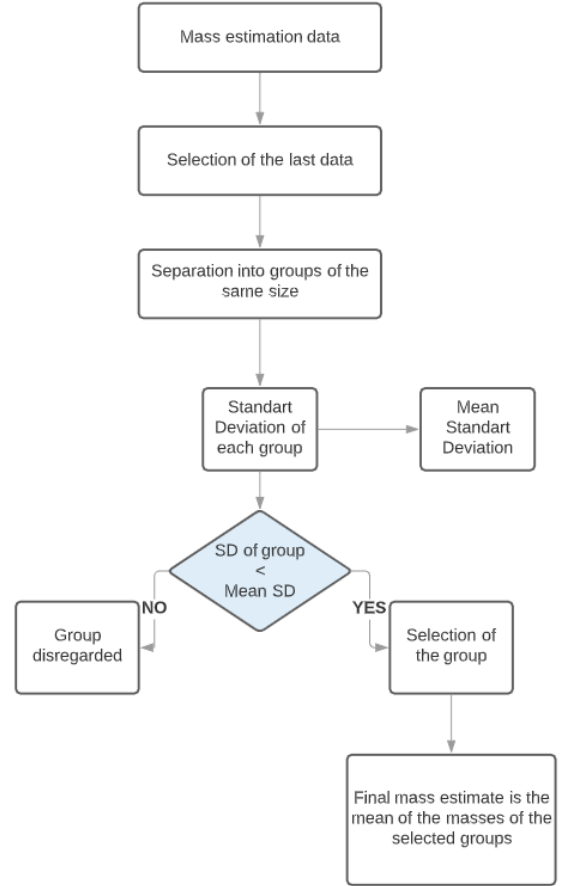 Mass estimation data
Selection of the last data
Separation into groups of the
same size
Standart
Deviation of
each group
Mean
Standart
Deviation
SD of group
<
Mean SD
NO
YES
Group
disregarded
Selection of
the group
Final mass estimate is the
mean of the masses of the
selected groups